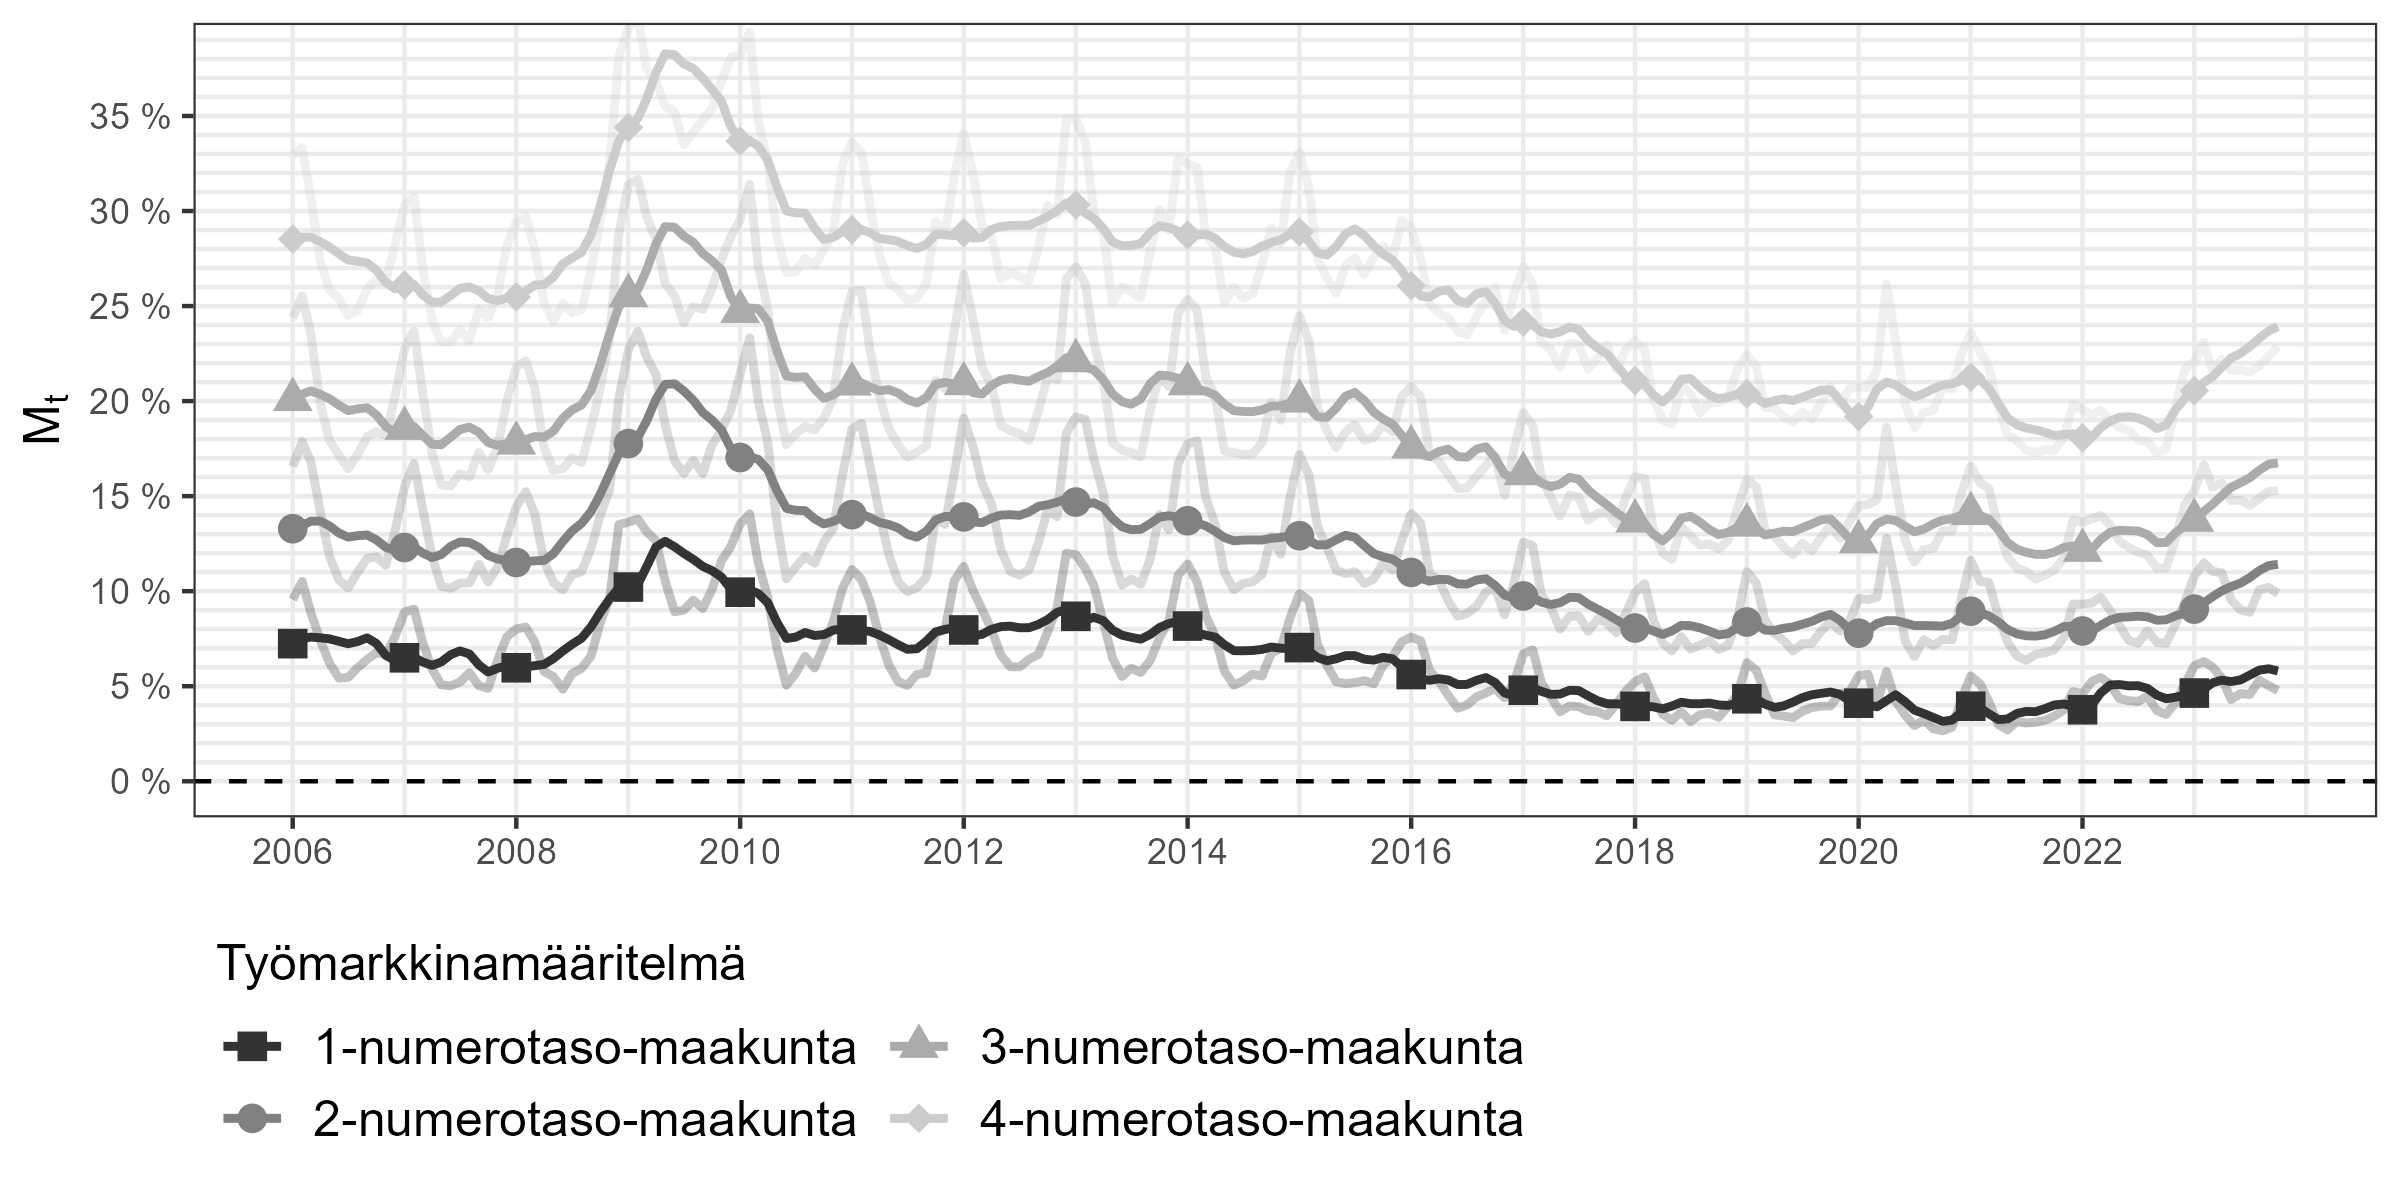 35 %
30 %
25 %
20 %
15 %
10 %
5 %
0 %
Mt
2006 2008 2010 2012 2014 2016 2018 2020 2022
Työmarkkinamääritelmä
1-numerotaso-maakunta 3-numerotaso-maakunta
2-numerotaso-maakunta 4-numerotaso-maakunta